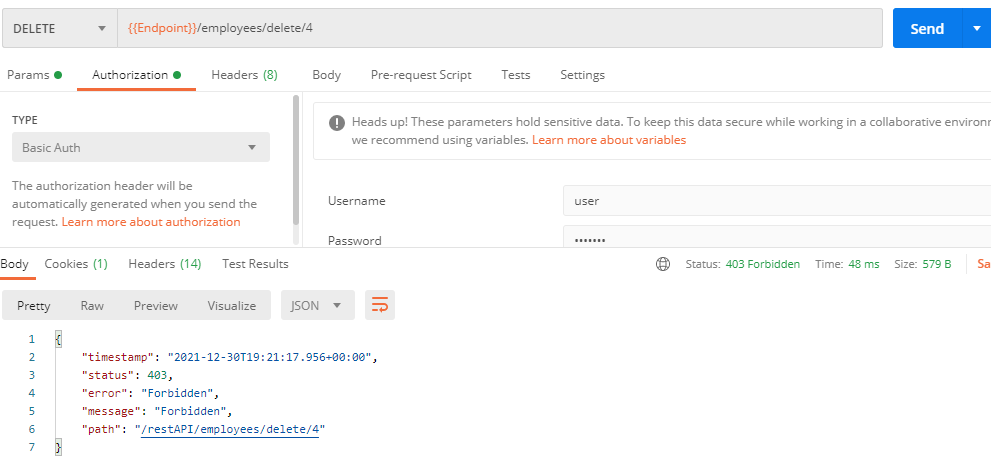 DELETE {{Endpoint}}/employees/delete/4 Send
Params Authorization Headers (8) Body Pre-request Script Tests Settings
TYPE
Basic Auth
The authorization header will be
automatically generated when you send the
request. Learn more about authorization
! Heads up! These parameters hold sensitive data. To keep this data secure while working in a collaborative environm
we recommend using variables. Learn more about variables
Username user
Password •••••••
Body Cookies (1) Headers (14) Test Results Status: 403 Forbidden Time: 48 ms Size: 579 B Sa
Pretty Raw Preview Visualize JSON
1 {
2 "timestamp": "2021-12-30T19:21:17.956+00:00",
3 "status": 403,
4 "error": "Forbidden",
5 "message": "Forbidden",
6 "path": "/restAPI/employees/delete/4"
7 }